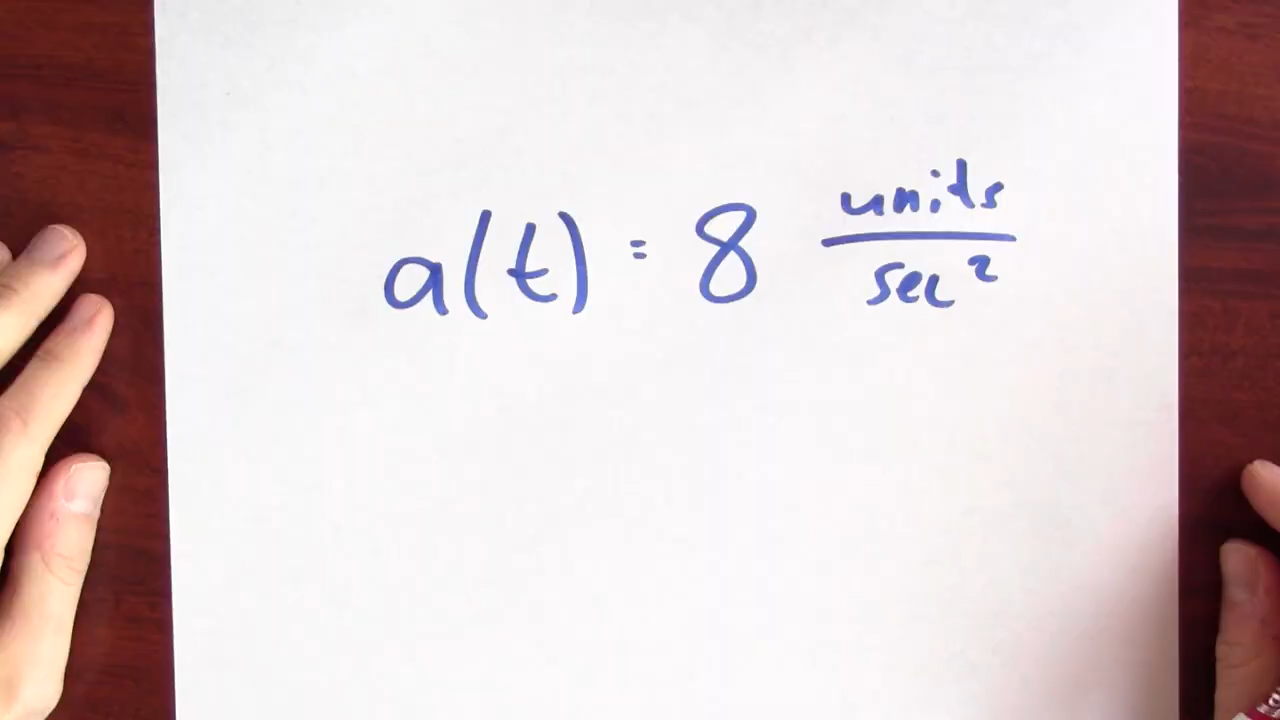 a(t) = 8 units/sec²